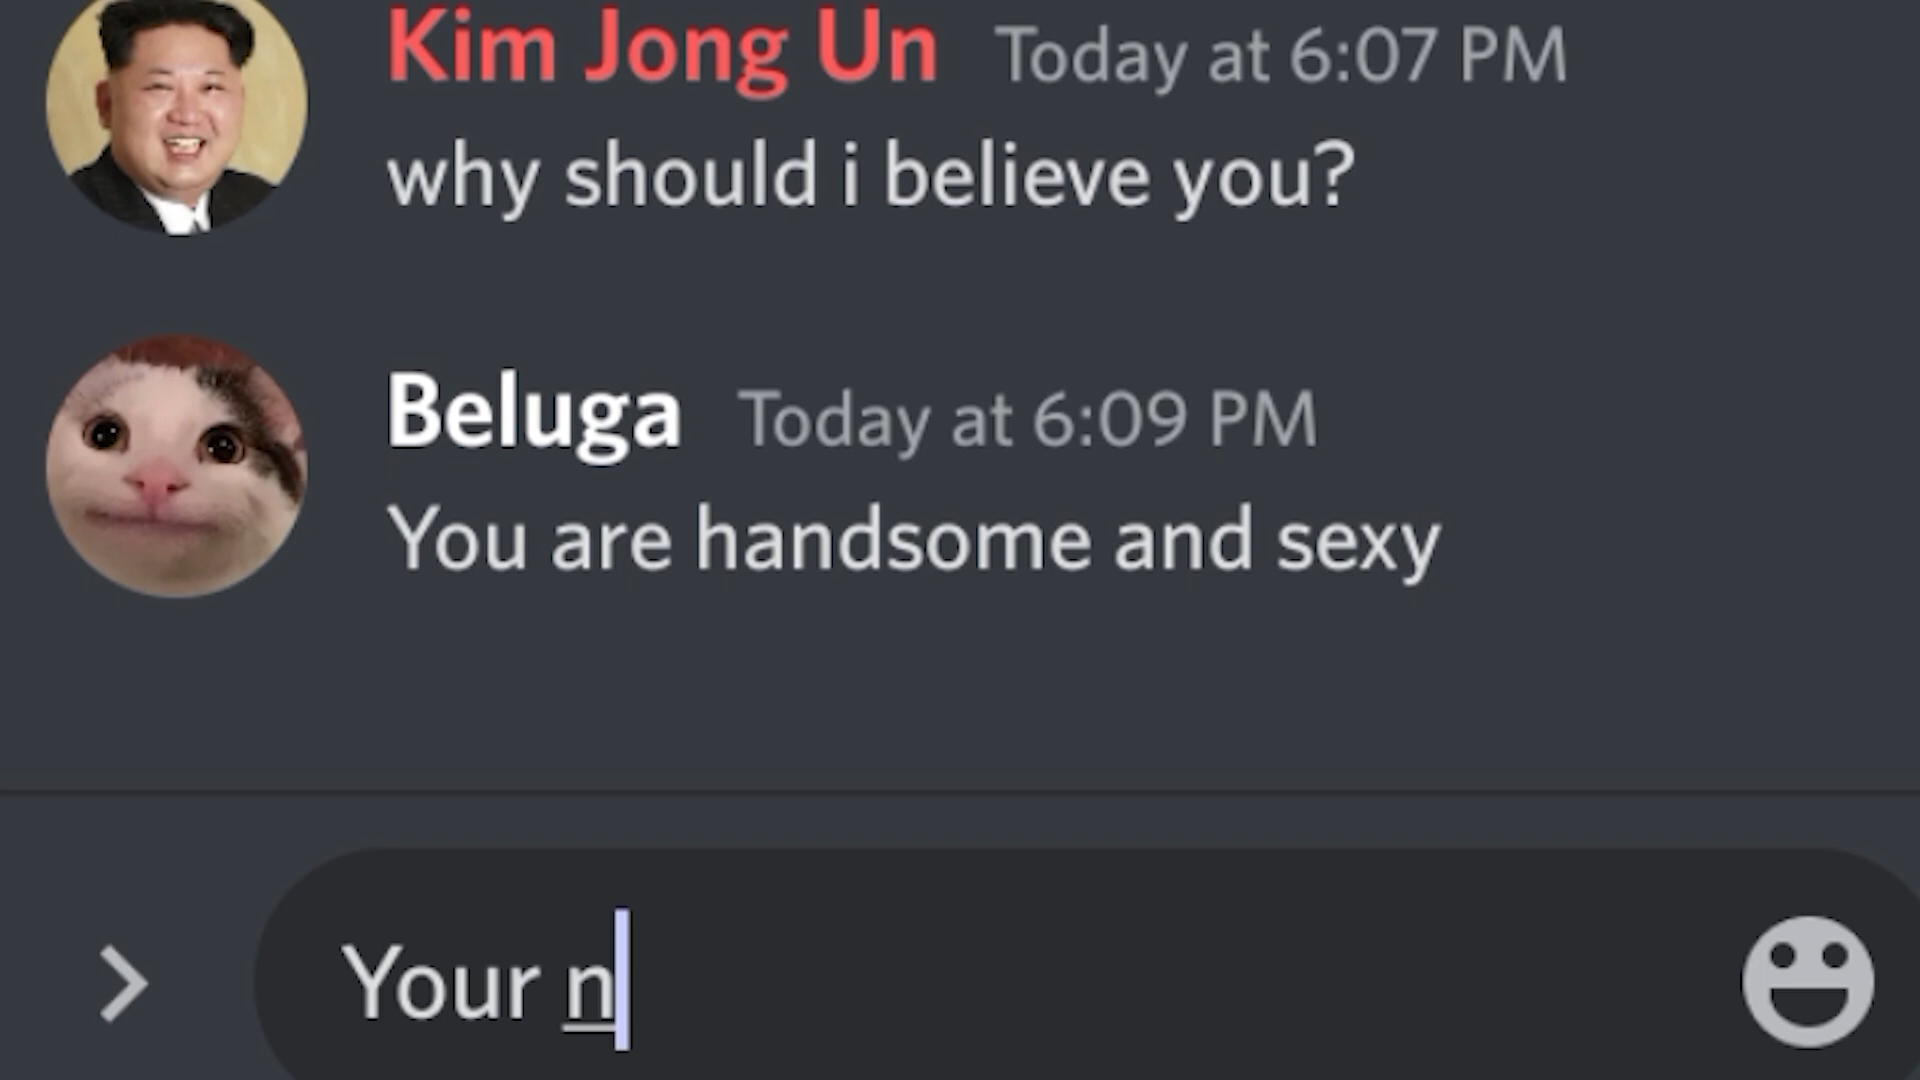 Kim Jong Un Today at 6:07 PM
why should i believe you?
Beluga Today at 6:09 PM
You are handsome and sexy
Your n